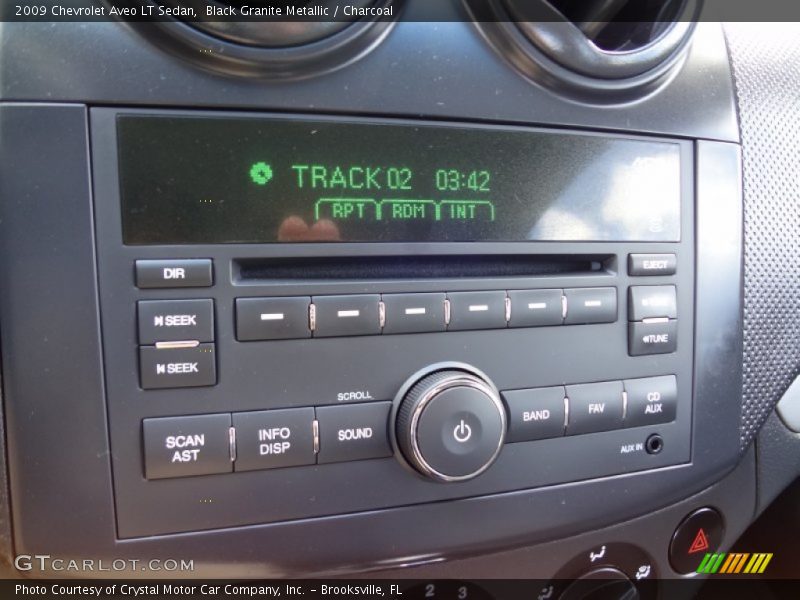 2009 Chevrolet Aveo LT Sedan, Black Granite Metallic / Charcoal
TRACK 02 03:42
RPT RDM INT
DIR
EJECT
SEEK
TUNE
SEEK
SCROLL
SCAN AST
INFO DISP
SOUND
BAND
FAV
CD AUX
AUX IN
GTCARLOT.COM
2 3
Photo Courtesy of Crystal Motor Car Company, Inc. – Brooksville, FL